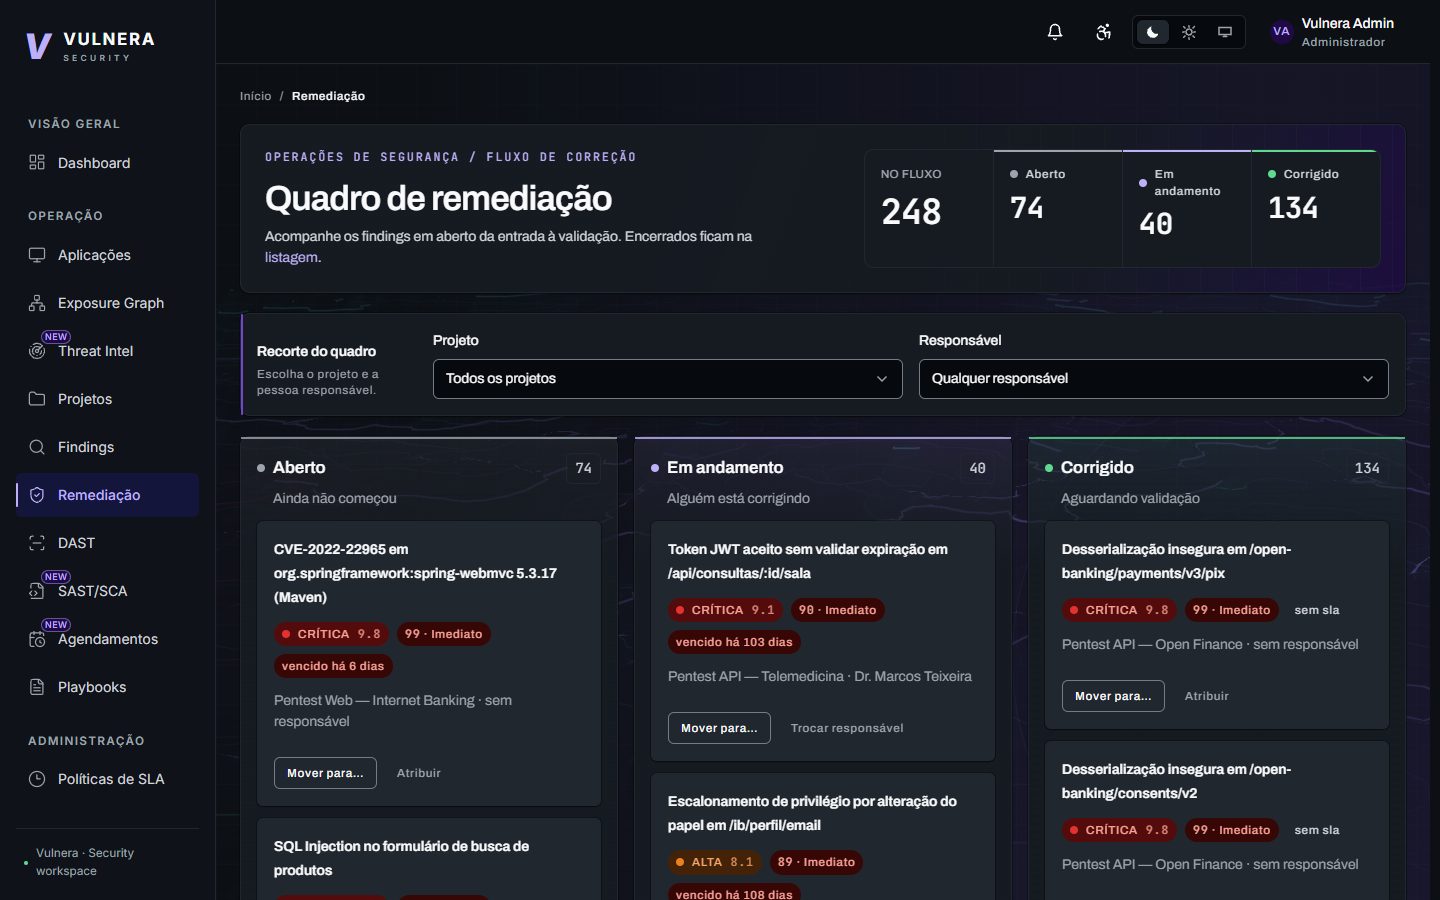 VULNERA
SECURITY
VISÃO GERAL
Dashboard
OPERAÇÃO
Aplicações
Exposure Graph
NEW
Threat Intel
Projetos
Findings
Remediação
DAST
NEW
SAST/SCA
NEW
Agendamentos
Playbooks
ADMINISTRAÇÃO
Políticas de SLA
Vulnera · Security
workspace
VA
Vulnera Admin
Administrador
Início / Remediação
OPERAÇÕES DE SEGURANÇA / FLUXO DE CORREÇÃO
Quadro de remediação
Acompanhe os findings em aberto da entrada à validação. Encerrados ficam na
listagem.
NO FLUXO
248
Aberto
74
Em
andamento
40
Corrigido
134
Recorte do quadro
Escolha o projeto e a
pessoa responsável.
Projeto
Todos os projetos
Responsável
Qualquer responsável
Aberto 74
Ainda não começou
CVE-2022-22965 em
org.springframework:spring-webmvc 5.3.17
(Maven)
CRÍTICA 9.8 99 · Imediato
vencido há 6 dias
Pentest Web — Internet Banking · sem
responsável
Mover para... Atribuir
SQL Injection no formulário de busca de
produtos
Em andamento 40
Alguém está corrigindo
Token JWT aceito sem validar expiração em
/api/consultas/:id/sala
CRÍTICA 9.1 90 · Imediato
vencido há 103 dias
Pentest API — Telemedicina · Dr. Marcos Teixeira
Mover para... Trocar responsável
Escalonamento de privilégio por alteração do
papel em /ib/perfil/email
ALTA 8.1 89 · Imediato
vencido há 108 dias
Corrigido 134
Aguardando validação
Desserialização insegura em /open-
banking/payments/v3/pix
CRÍTICA 9.8 99 · Imediato sem sla
Pentest API — Open Finance · sem responsável
Mover para... Atribuir
Desserialização insegura em /open-
banking/consents/v2
CRÍTICA 9.8 99 · Imediato sem sla
Pentest API — Open Finance · sem responsável